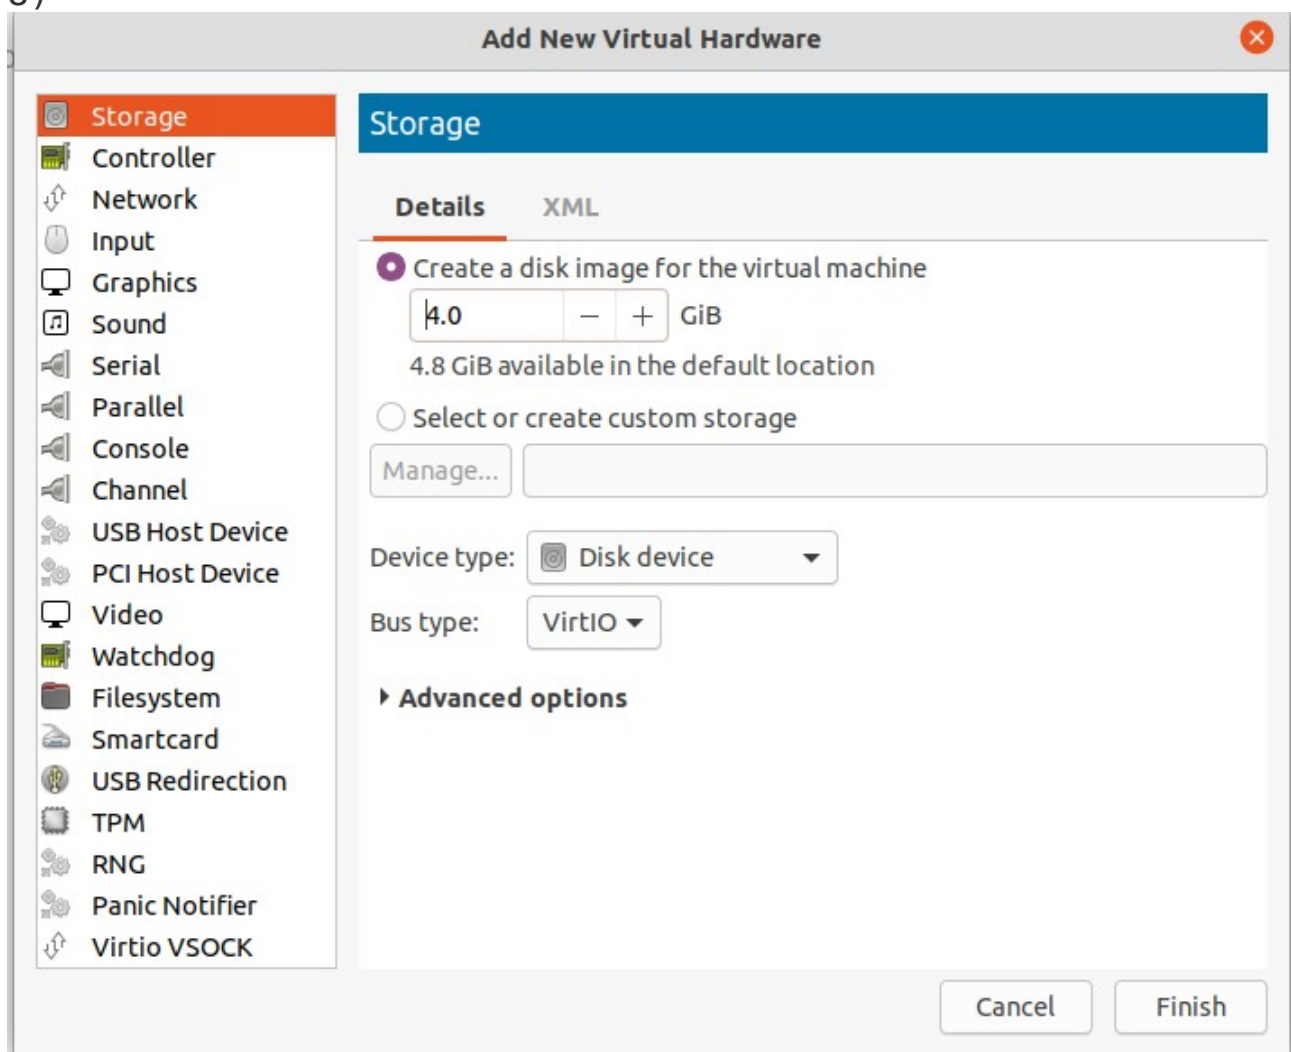 Add New Virtual Hardware
Storage
Controller
Network
Input
Graphics
Sound
Serial
Parallel
Console
Channel
USB Host Device
PCI Host Device
Video
Watchdog
Filesystem
Smartcard
USB Redirection
TPM
RNG
Panic Notifier
Virtio VSOCK
Storage
Details XML
Create a disk image for the virtual machine
4.0 − + GiB
4.8 GiB available in the default location
Select or create custom storage
Manage...
Device type: Disk device
Bus type: VirtIO
Advanced options
Cancel Finish